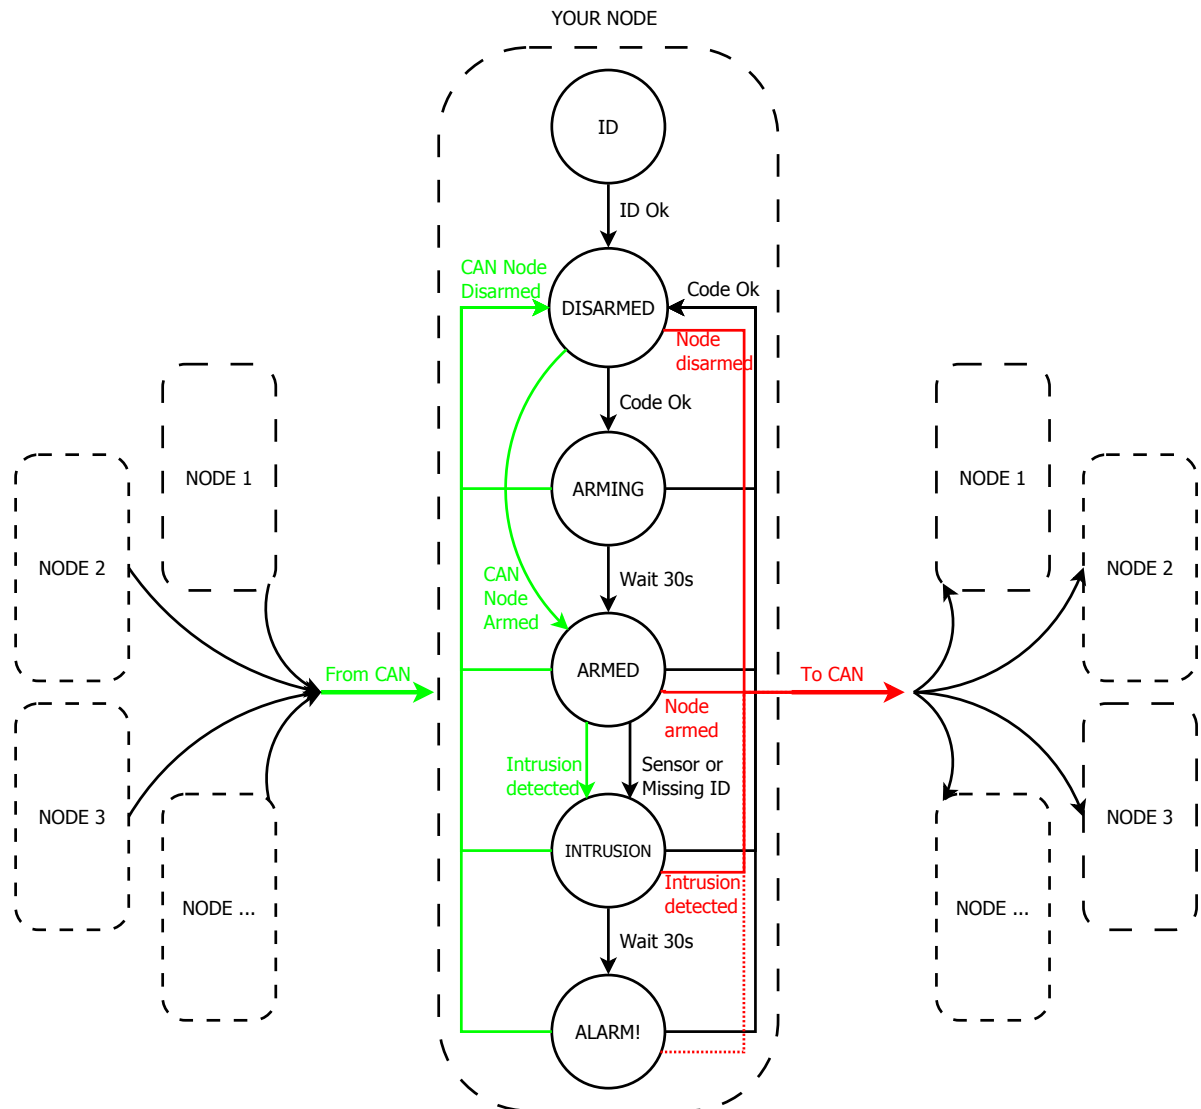 YOUR NODE
ID
ID Ok
CAN Node
Disarmed
DISARMED
Code Ok
Node
disarmed
Code Ok
NODE 1
ARMING
NODE 2
Wait 30s
CAN
Node
Armed
From CAN
ARMED
To CAN
Node
armed
Intrusion
detected
Sensor or
Missing ID
NODE 3
INTRUSION
Intrusion
detected
NODE ...
Wait 30s
ALARM!
NODE 1
NODE 2
NODE 3
NODE ...